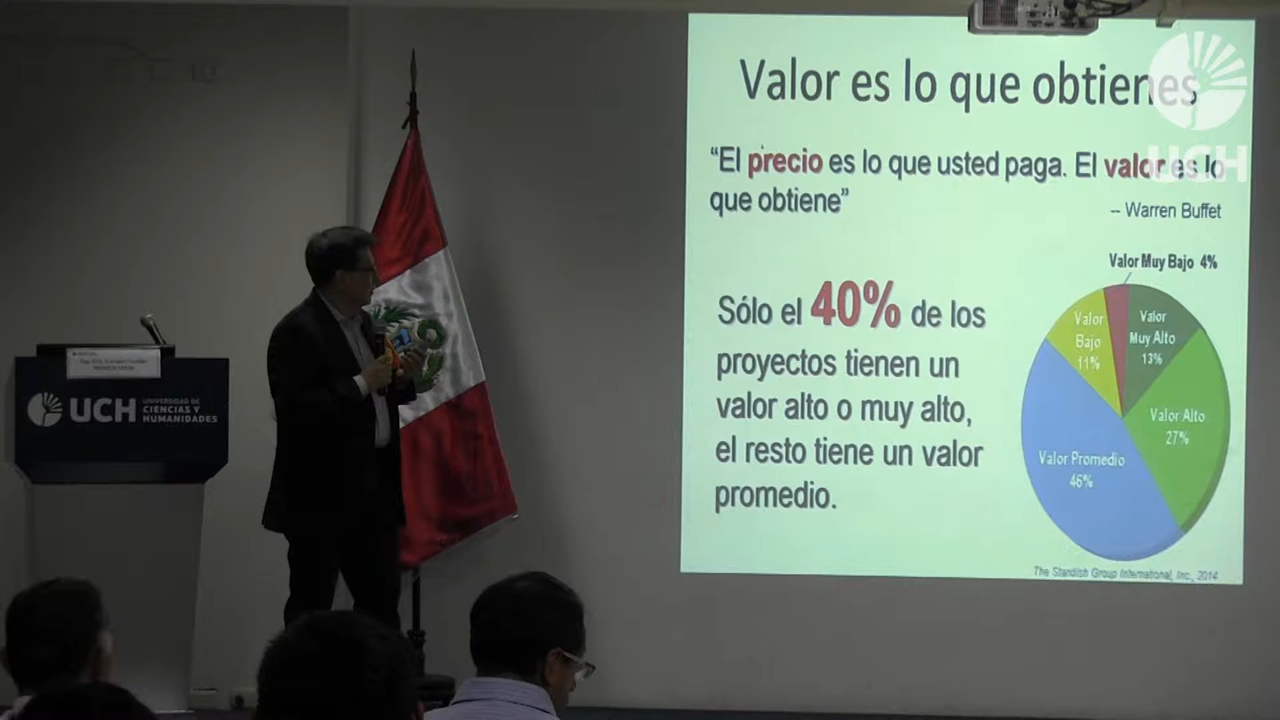 Valor es lo que obtienes
UCH
“El precio es lo que usted paga. El valor es lo
que obtiene”
– Warren Buffet
Sólo el 40% de los
proyectos tienen un
valor alto o muy alto,
el resto tiene un valor
promedio.
Valor Muy Bajo 4%
Valor
Muy Alto
13%
Valor
Bajo
11%
Valor Alto
27%
Valor Promedio
46%
The Standish Group International, Inc., 2014
UCH
UNIVERSIDAD DE
CIENCIAS Y
HUMANIDADES